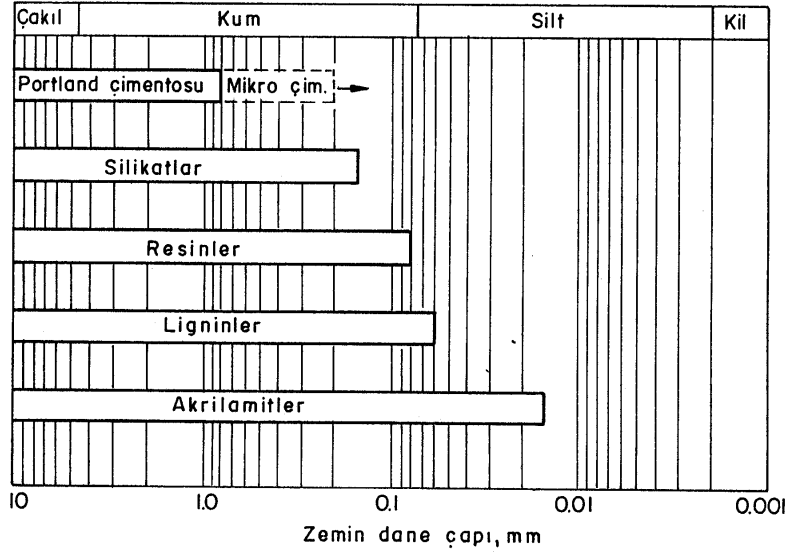 Çakıl Kum Silt Kil
Portland çimentosu Mikro çim.
Silikatlar
Resinler
Ligninler
Akrilamitler
10 1.0 0.1 0.01 0.001
Zemin dane çapı, mm